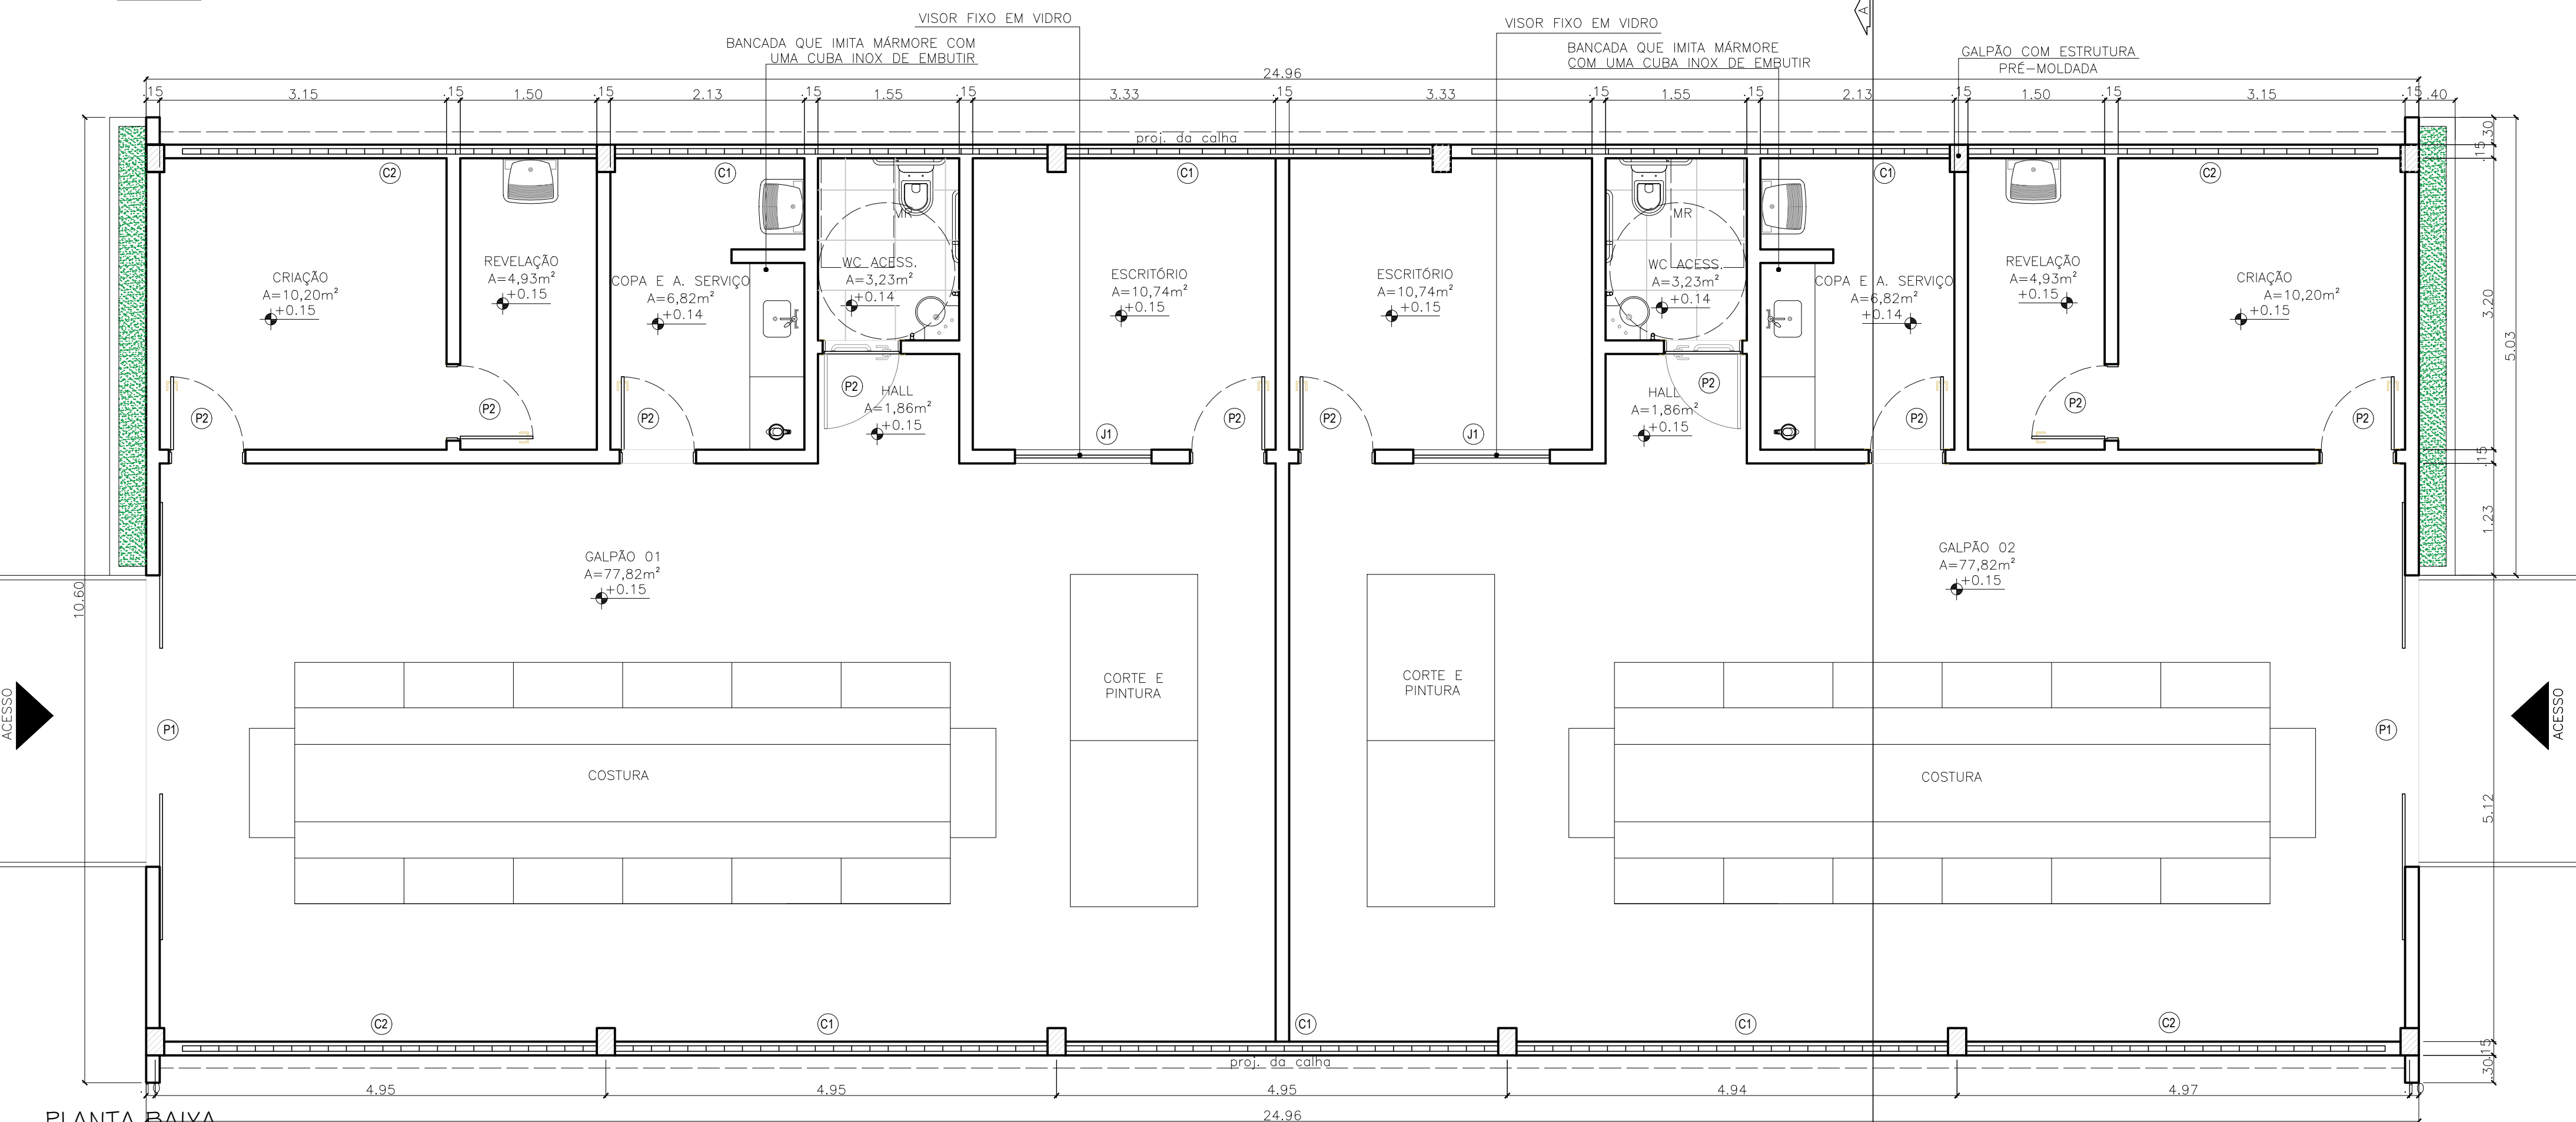 VISOR FIXO EM VIDRO
VISOR FIXO EM VIDRO
A
BANCADA QUE IMITA MÁRMORE COM
UMA CUBA INOX DE EMBUTIR
BANCADA QUE IMITA MÁRMORE
COM UMA CUBA INOX DE EMBUTIR
GALPÃO COM ESTRUTURA
PRÉ-MOLDADA
24.96
.15 3.15 .15 1.50 .15 2.13 .15 1.55 .15 3.33 .15 3.33 .15 1.55 .15 2.13 .15 1.50 .15 3.15 .15 .40
proj. da calha
C2 C1 C1 C1 C2
MR MR
CRIAÇÃO
A=10,20m²
+0.15
REVELAÇÃO
A=4,93m²
+0.15
COPA E A. SERVIÇO
A=6,82m²
+0.14
WC ACESS.
A=3,23m²
+0.14
ESCRITÓRIO
A=10,74m²
+0.15
ESCRITÓRIO
A=10,74m²
+0.15
WC ACESS.
A=3,23m²
+0.14
COPA E A. SERVIÇO
A=6,82m²
+0.14
REVELAÇÃO
A=4,93m²
+0.15
CRIAÇÃO
A=10,20m²
+0.15
HALL
A=1,86m²
+0.15
HALL
A=1,86m²
+0.15
P2 P2 P2 P2 J1 P2 P2 J1 P2 P2 P2 P2
.30
.15
3.20
5.03
.15
1.23
5.12
.15
.30
10.60
GALPÃO 01
A=77,82m²
+0.15
GALPÃO 02
A=77,82m²
+0.15
CORTE E
PINTURA
CORTE E
PINTURA
ACESSO
P1
COSTURA
COSTURA
P1
ACESSO
C2 C1 C1 C1 C2
proj. da calha
4.95 4.95 4.95 4.94 4.97
24.96
PLANTA BAIXA